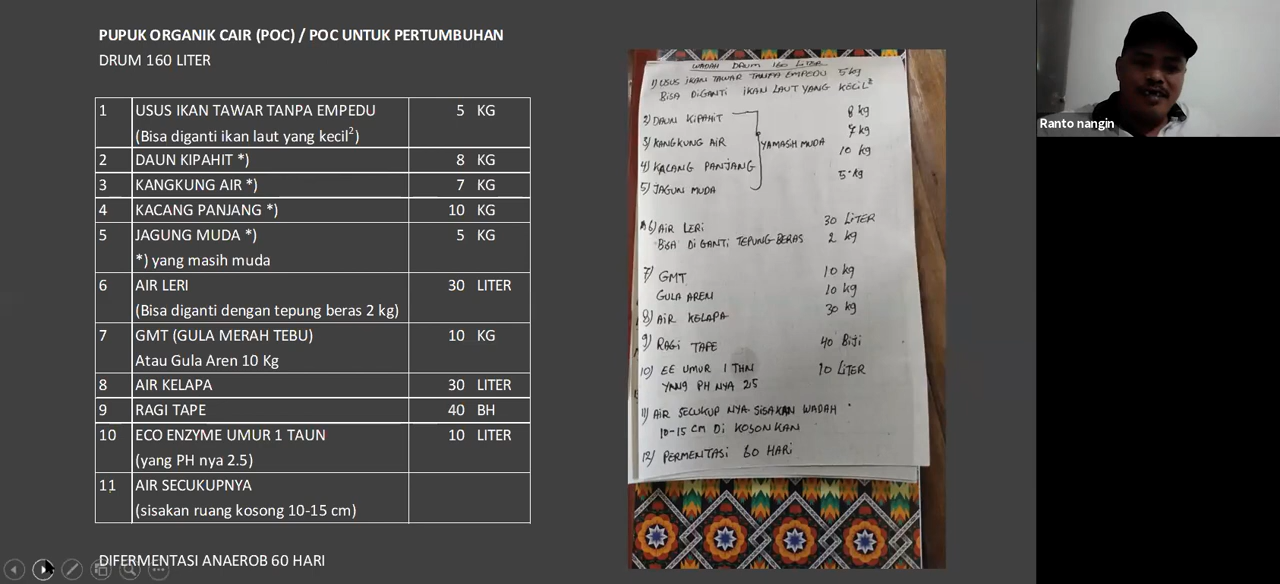 PUPUK ORGANIK CAIR (POC) / POC UNTUK PERTUMBUHAN
DRUM 160 LITER
1 USUS IKAN TAWAR TANPA EMPEDU 5 KG
(Bisa diganti ikan laut yang kecil²)
2 DAUN KIPAHIT *) 8 KG
3 KANGKUNG AIR *) 7 KG
4 KACANG PANJANG *) 10 KG
5 JAGUNG MUDA *) 5 KG
*) yang masih muda
6 AIR LERI 30 LITER
(Bisa diganti dengan tepung beras 2 kg)
7 GMT (GULA MERAH TEBU) 10 KG
Atau Gula Aren 10 Kg
8 AIR KELAPA 30 LITER
9 RAGI TAPE 40 BH
10 ECO ENZYME UMUR 1 TAUN 10 LITER
(yang PH nya 2.5)
11 AIR SECUKUPNYA
(sisakan ruang kosong 10-15 cm)
DIFERMENTASI ANAEROB 60 HARI
WADAH DRUM 160 LITER
1) USUS IKAN TAWAR TANPA EMPEDU 5 kg
BISA DIGANTI IKAN LAUT YANG KECIL²
2) DAUN KIPAHIT 8 kg
3) KANGKUNG AIR 7 kg
YAMASIH MUDA
4) KACANG PANJANG 10 kg
5) JAGUN MUDA 5 kg
6) AIR LERI 30 LITER
BISA DI GANTI TEPUNG BERAS 2 kg
7) GMT 10 kg
GULA AREN 10 kg
8) AIR KELAPA 30 kg
9) RAGI TAPE 40 BIJI
10) EE UMUR 1 THN 10 LITER
YANG PH NYA 25
11) AIR SECUKUP NYA SISAKAN WADAH
10-15 CM DI KOSONKAN
12) PERMENTASI 60 HARI
Ranto nangin